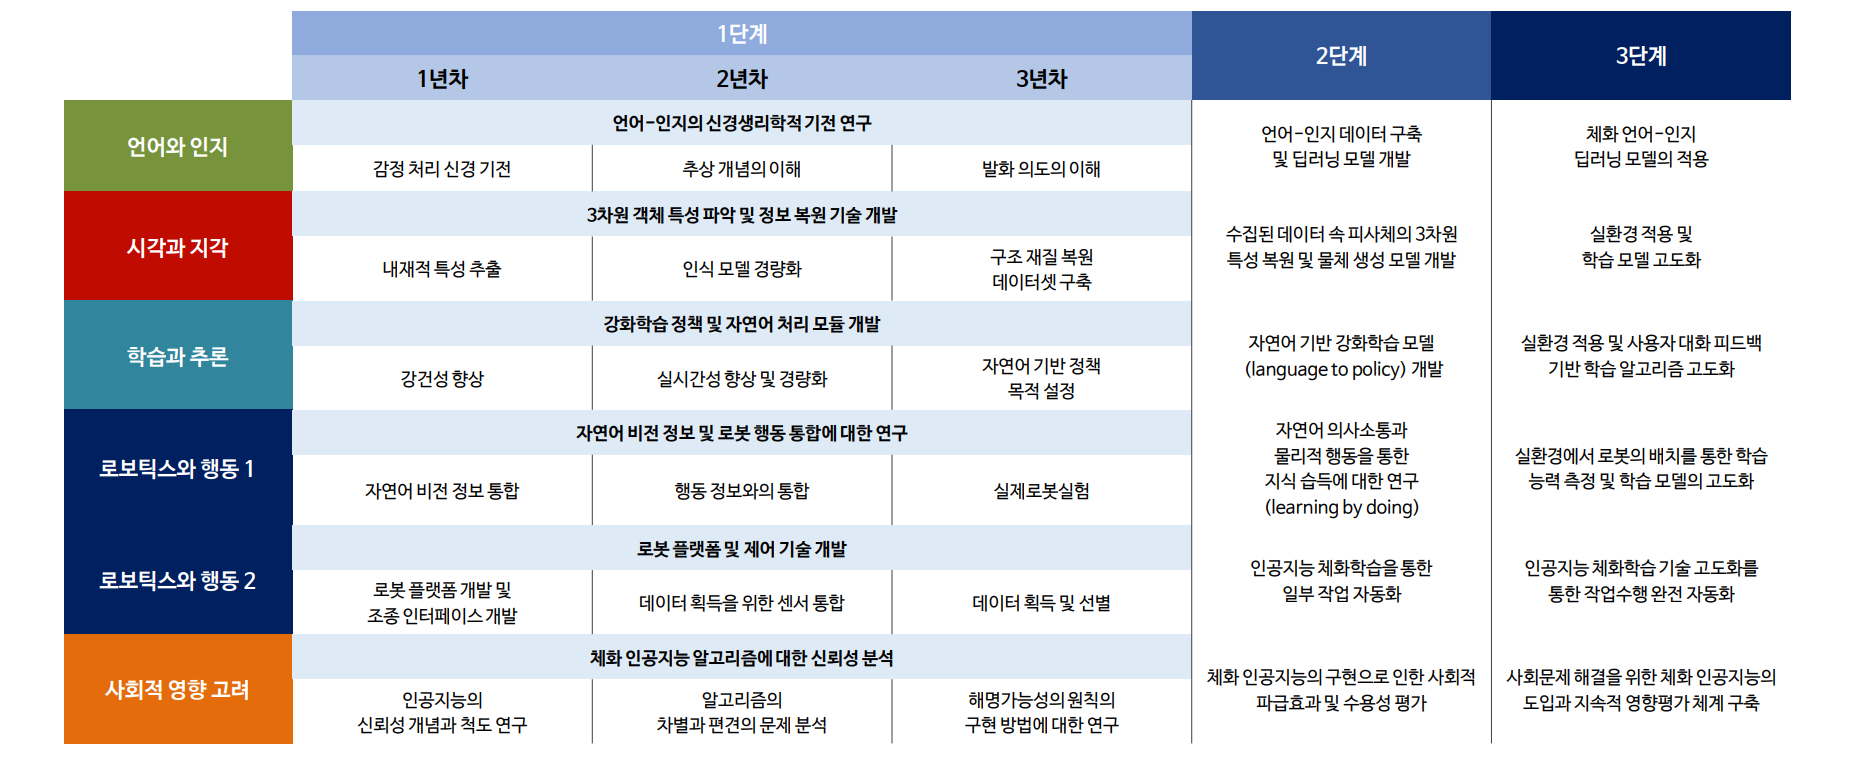 1단계
2단계
3단계
1년차
2년차
3년차
언어와 인지
언어-인지의 신경생리학적 기전 연구
감정 처리 신경 기전
추상 개념의 이해
발화 의도의 이해
언어-인지 데이터 구축
및 딥러닝 모델 개발
체화 언어-인지
딥러닝 모델의 적용
시각과 지각
3차원 객체 특성 파악 및 정보 복원 기술 개발
내재적 특성 추출
인식 모델 경량화
구조 재질 복원
데이터셋 구축
수집된 데이터 속 피사체의 3차원
특성 복원 및 물체 생성 모델 개발
실환경 적용 및
학습 모델 고도화
학습과 추론
강화학습 정책 및 자연어 처리 모듈 개발
강건성 향상
실시간성 향상 및 경량화
자연어 기반 정책
목적 설정
자연어 기반 강화학습 모델
(language to policy) 개발
실환경 적용 및 사용자 대화 피드백
기반 학습 알고리즘 고도화
로보틱스와 행동 1
자연어 비전 정보 및 로봇 행동 통합에 대한 연구
자연어 비전 정보 통합
행동 정보와의 통합
실제로봇실험
자연어 의사소통과
물리적 행동을 통한
지식 습득에 대한 연구
(learning by doing)
실환경에서 로봇의 배치를 통한 학습
능력 측정 및 학습 모델의 고도화
로보틱스와 행동 2
로봇 플랫폼 및 제어 기술 개발
로봇 플랫폼 개발 및
조종 인터페이스 개발
데이터 획득을 위한 센서 통합
데이터 획득 및 선별
인공지능 체화학습을 통한
일부 작업 자동화
인공지능 체화학습 기술 고도화를
통한 작업수행 완전 자동화
사회적 영향 고려
체화 인공지능 알고리즘에 대한 신뢰성 분석
인공지능의
신뢰성 개념과 척도 연구
알고리즘의
차별과 편견의 문제 분석
해명가능성의 원칙의
구현 방법에 대한 연구
체화 인공지능의 구현으로 인한 사회적
파급효과 및 수용성 평가
사회문제 해결을 위한 체화 인공지능의
도입과 지속적 영향평가 체계 구축